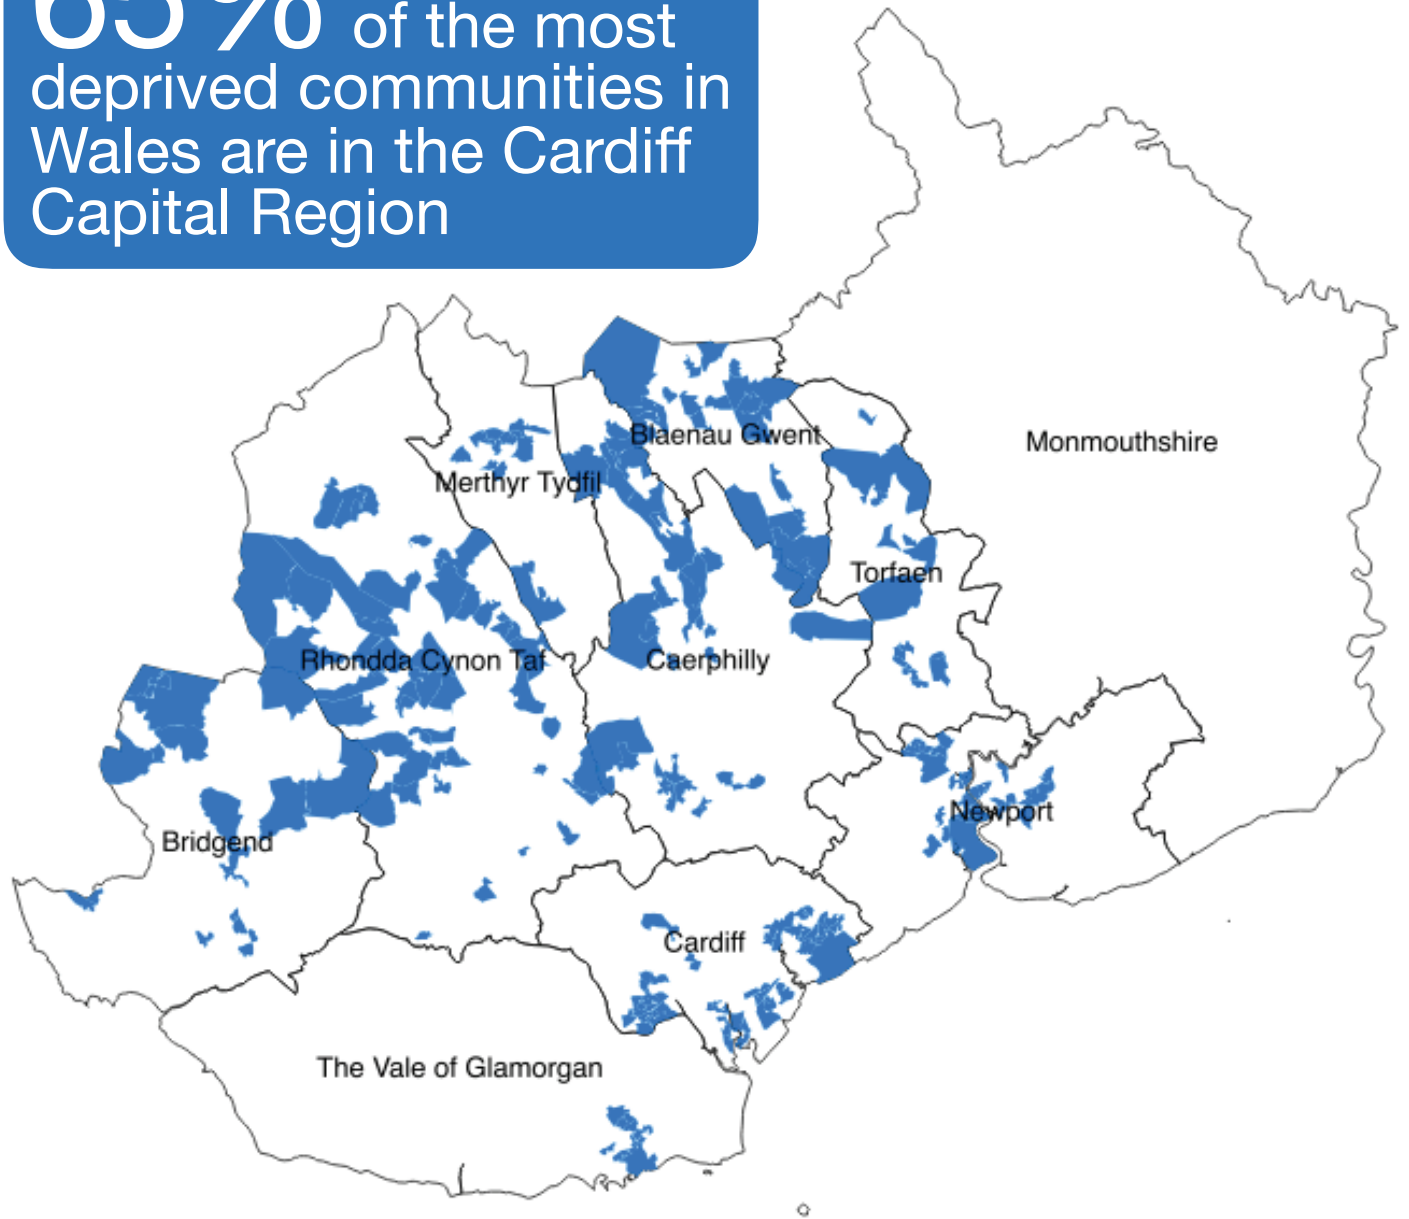 65% of the most
deprived communities in
Wales are in the Cardiff
Capital Region
Blaenau Gwent
Monmouthshire
Merthyr Tydfil
Torfaen
Rhondda Cynon Taf
Caerphilly
Newport
Bridgend
Cardiff
The Vale of Glamorgan